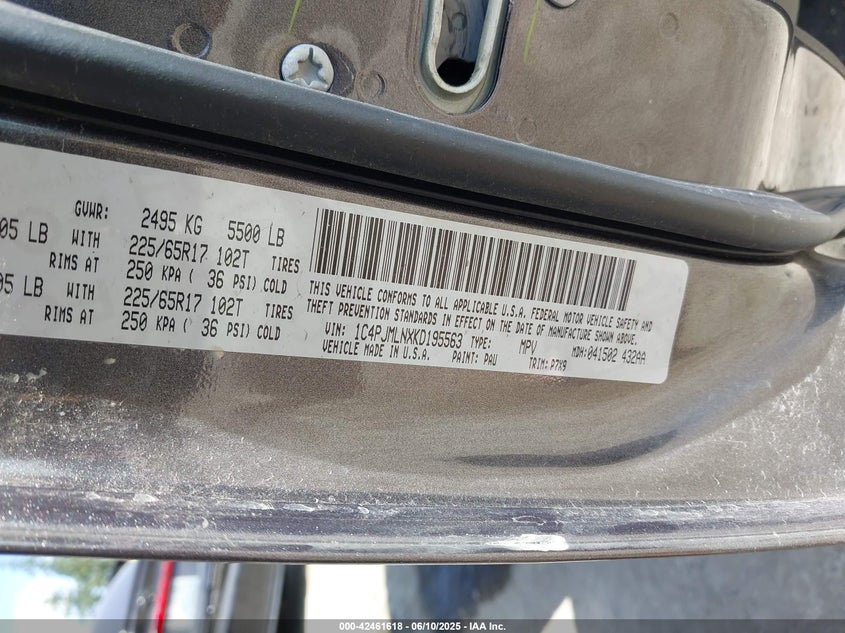 GVWR: 2495 KG 5500 LB
05 LB WITH 225/65R17 102T TIRES
RIMS AT 250 KPA ( 36 PSI) COLD
05 LB WITH 225/65R17 102T TIRES
RIMS AT 250 KPA ( 36 PSI) COLD
THIS VEHICLE CONFORMS TO ALL APPLICABLE U.S.A. FEDERAL MOTOR VEHICLE SAFETY AND
THEFT PREVENTION STANDARDS IN EFFECT ON THE DATE OF MANUFACTURE SHOWN ABOVE.
VIN: 1C4PJMLNXKD195563 TYPE: MPV MDH: 041502 432AA
VEHICLE MADE IN U.S.A. PAINT: PAU TRIM: P7X9
000-42461618 - 06/10/2025 - IAA Inc.